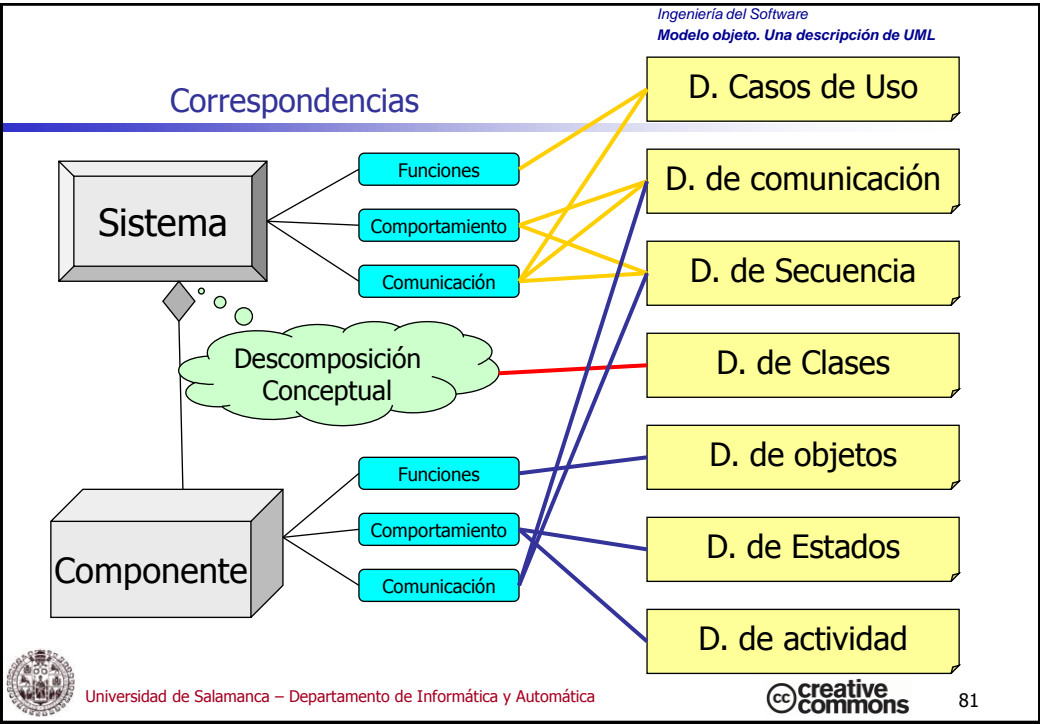 Ingeniería del Software
Modelo objeto. Una descripción de UML
Correspondencias
Sistema
Funciones
Comportamiento
Comunicación
Descomposición
Conceptual
Componente
Funciones
Comportamiento
Comunicación
D. Casos de Uso
D. de comunicación
D. de Secuencia
D. de Clases
D. de objetos
D. de Estados
D. de actividad
Universidad de Salamanca – Departamento de Informática y Automática
cc creative
commons
81